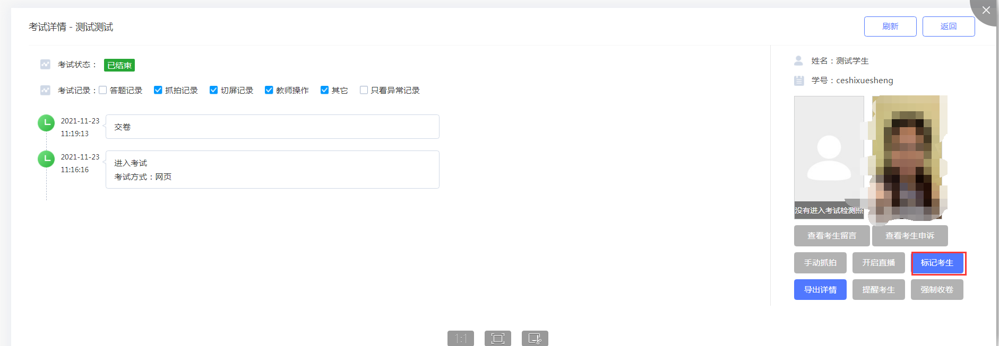 考试详情 - 测试测试
刷新
返回
考试状态：
已结束
考试记录：
答题记录
抓拍记录
切屏记录
教师操作
其它
只看异常记录
2021-11-23
11:19:13
交卷
2021-11-23
11:16:16
进入考试
考试方式：网页
姓名：测试学生
学号：ceshixuesheng
没有进入考试检测照
查看考生留言
查看考生申诉
手动抓拍
开启直播
标记考生
导出详情
提醒考生
强制收卷
1:1